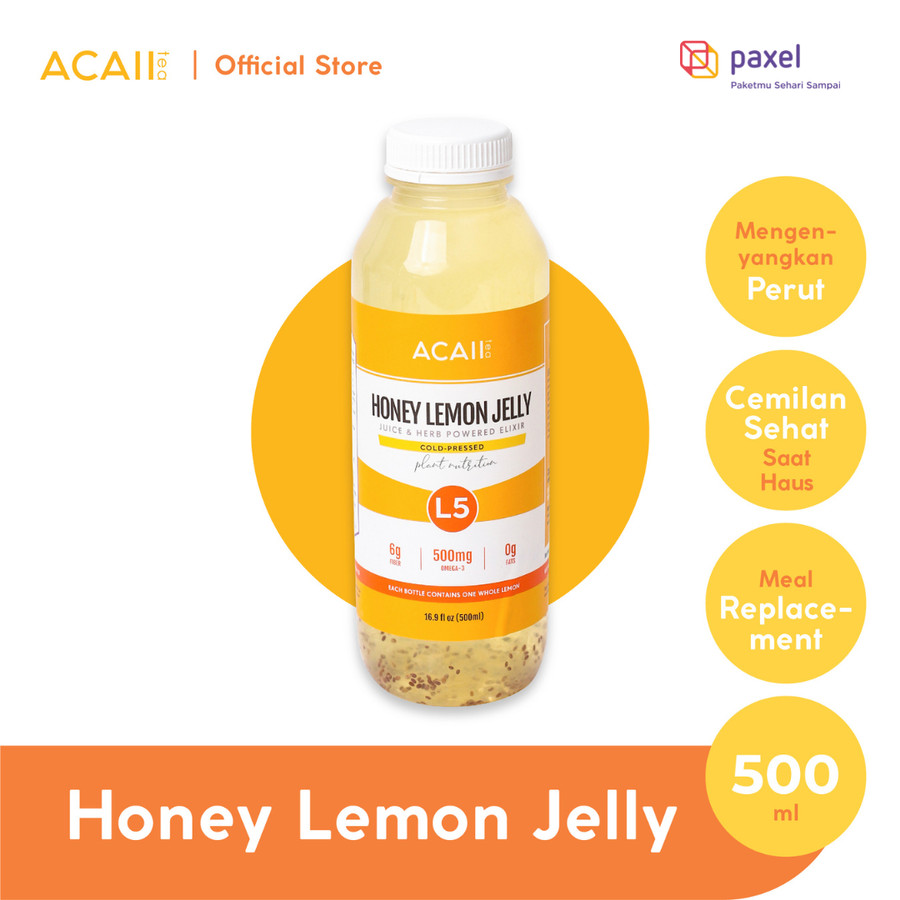 ACAII tea | Official Store
paxel
Paketmu Sehari Sampai
Mengen-
yangkan
Perut
Cemilan
Sehat
Saat
Haus
Meal
Replace-
ment
500
ml
ACAII tea
HONEY LEMON JELLY
JUICE & HERB POWERED ELIXIR
COLD-PRESSED
plant nutrition
L5
6g
FIBER
500mg
OMEGA-3
0g
FATS
EACH BOTTLE CONTAINS ONE WHOLE LEMON
16.9 fl oz (500ml)
Honey Lemon Jelly